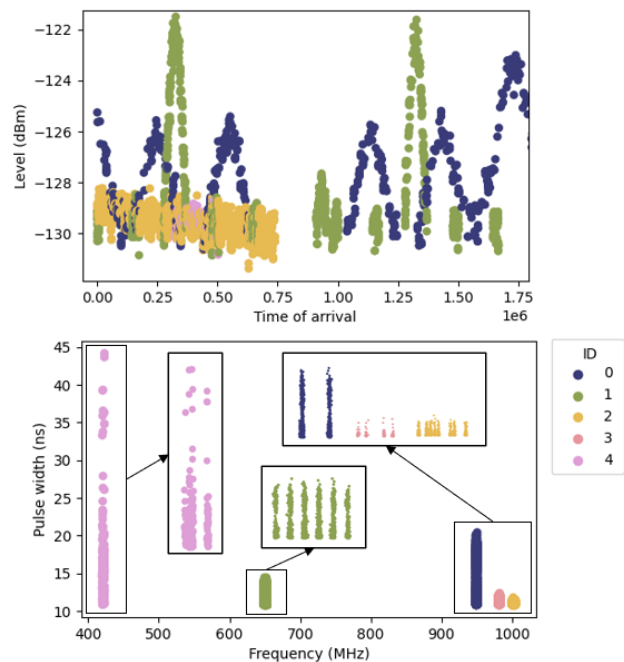 −122
−124
−126
−128
−130
Level (dBm)
0.00 0.25 0.50 0.75 1.00 1.25 1.50 1.75
1e6
Time of arrival
45
40
35
30
25
20
15
10
Pulse width (ns)
400 500 600 700 800 900 1000
Frequency (MHz)
ID
0
1
2
3
4